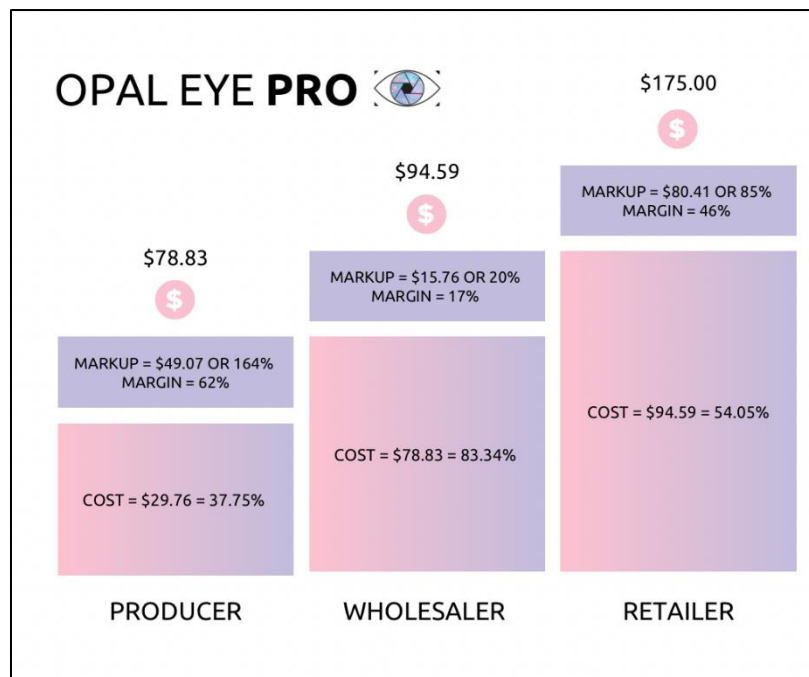 OPAL EYE PRO
$175.00
$
MARKUP = $80.41 OR 85%
MARGIN = 46%
$94.59
$
MARKUP = $15.76 OR 20%
MARGIN = 17%
$78.83
$
MARKUP = $49.07 OR 164%
MARGIN = 62%
COST = $29.76 = 37.75%
COST = $78.83 = 83.34%
COST = $94.59 = 54.05%
PRODUCER
WHOLESALER
RETAILER